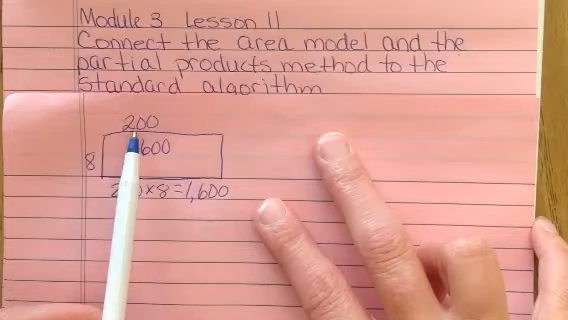 Module 3 Lesson 11
Connect the area model and the
partial products method to the
standard algorithm
200
600
8
×8=1,600